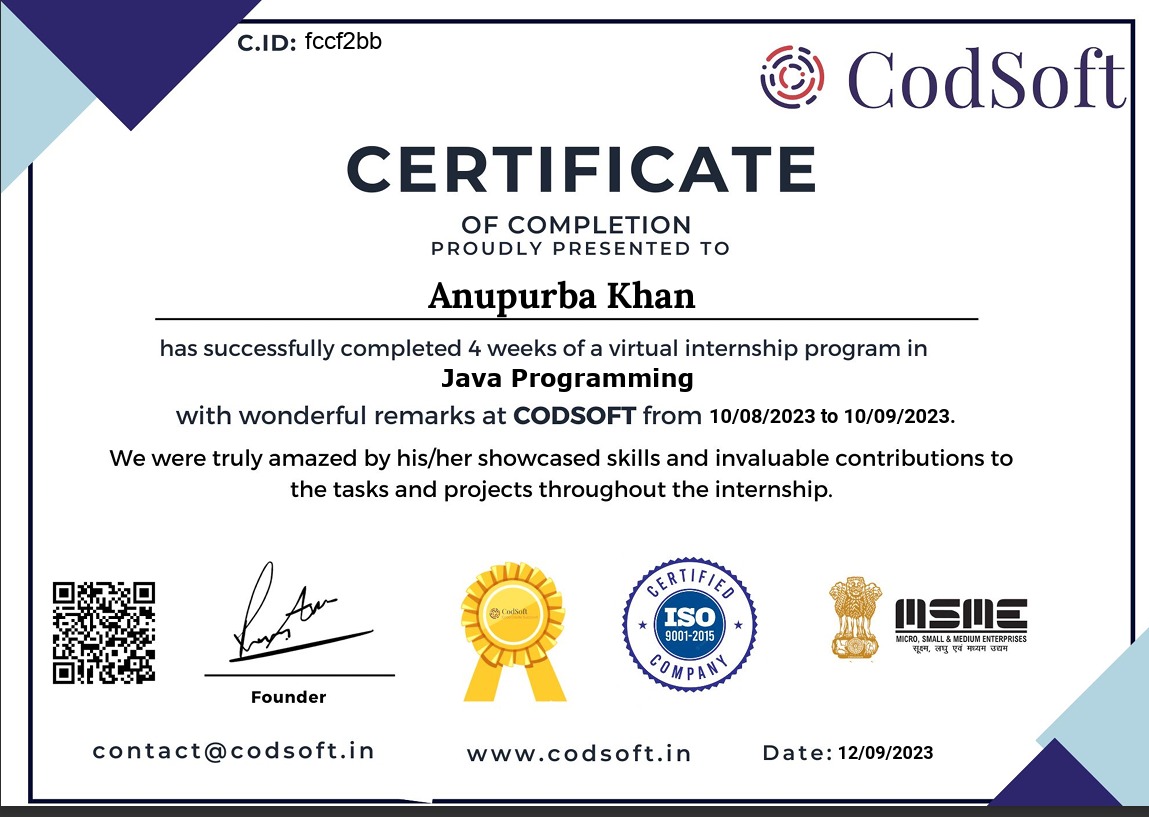 C.ID: fccf2bb
CodSoft
CERTIFICATE
OF COMPLETION
PROUDLY PRESENTED TO
Anupurba Khan
has successfully completed 4 weeks of a virtual internship program in
Java Programming
with wonderful remarks at CODSOFT from 10/08/2023 to 10/09/2023.
We were truly amazed by his/her showcased skills and invaluable contributions to
the tasks and projects throughout the internship.
Founder
CodSoft
CERTIFIED
ISO
9001-2015
COMPANY
MSME
MICRO, SMALL & MEDIUM ENTERPRISES
सूक्ष्म, लघु एवं मध्यम उद्यम
contact@codsoft.in
www.codsoft.in
Date: 12/09/2023